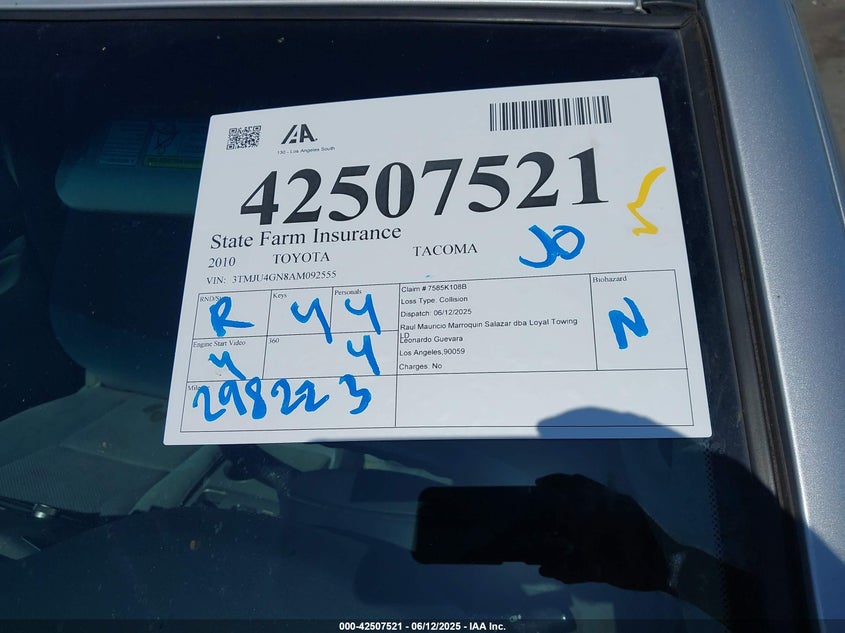 IAA
130 - Los Angeles South
42507521
State Farm Insurance
2010 TOYOTA TACOMA
JO
VIN: 3TMJU4GN8AM092555
Keys
R
Y
Personals
Y
Engine Start Video
Y
360
Y
298223
Claim # 7585K108B
Loss Type: Collision
Dispatch: 06/12/2025
Raul Mauricio Marroquin Salazar dba Loyal Towing
LD
Leonardo Guevara
Los Angeles,90059
Charges: No
Biohazard
N
000-42507521 - 06/12/2025 - IAA Inc.